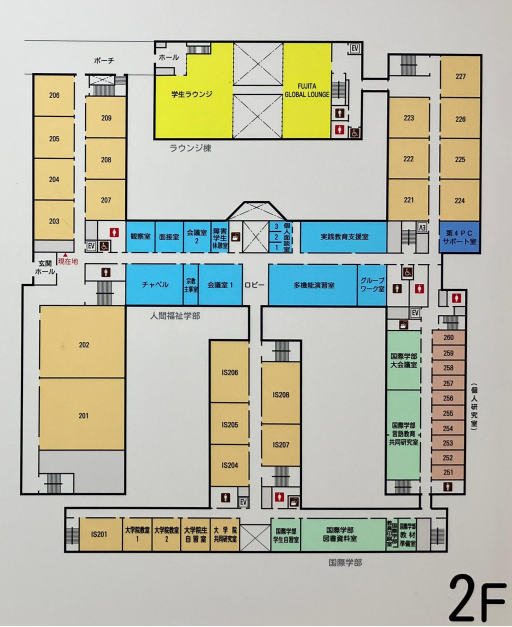 ポーチ
ホール
EV
学生ラウンジ
FUJITA
GLOBAL LOUNGE
ラウンジ棟
206
205
204
203
209
208
207
227
226
225
224
223
222
221
第4PC
サポート室
A3
EV
現在地
玄関
ホール
観察室
面接室
会議室
2
障害
学生
休憩室
3
2
1
個人面談室
実践教育支援室
チャペル
宗教
主事室
会議室1
ロビー
多機能演習室
グループ
ワーク室
人間福祉学部
EV
202
201
IS206
IS205
IS204
IS208
IS207
EV
国際学部
大会議室
国際学部
言語教育
共同研究室
260
259
258
257
256
255
254
253
252
251
(個人研究室)
IS201
大学院教室
1
大学院教室
2
大学院生
自習室
大学院
共同研究室
国際学部
学生自習室
国際学部
図書資料室
国際学部
教材
準備室
国際学部
2F